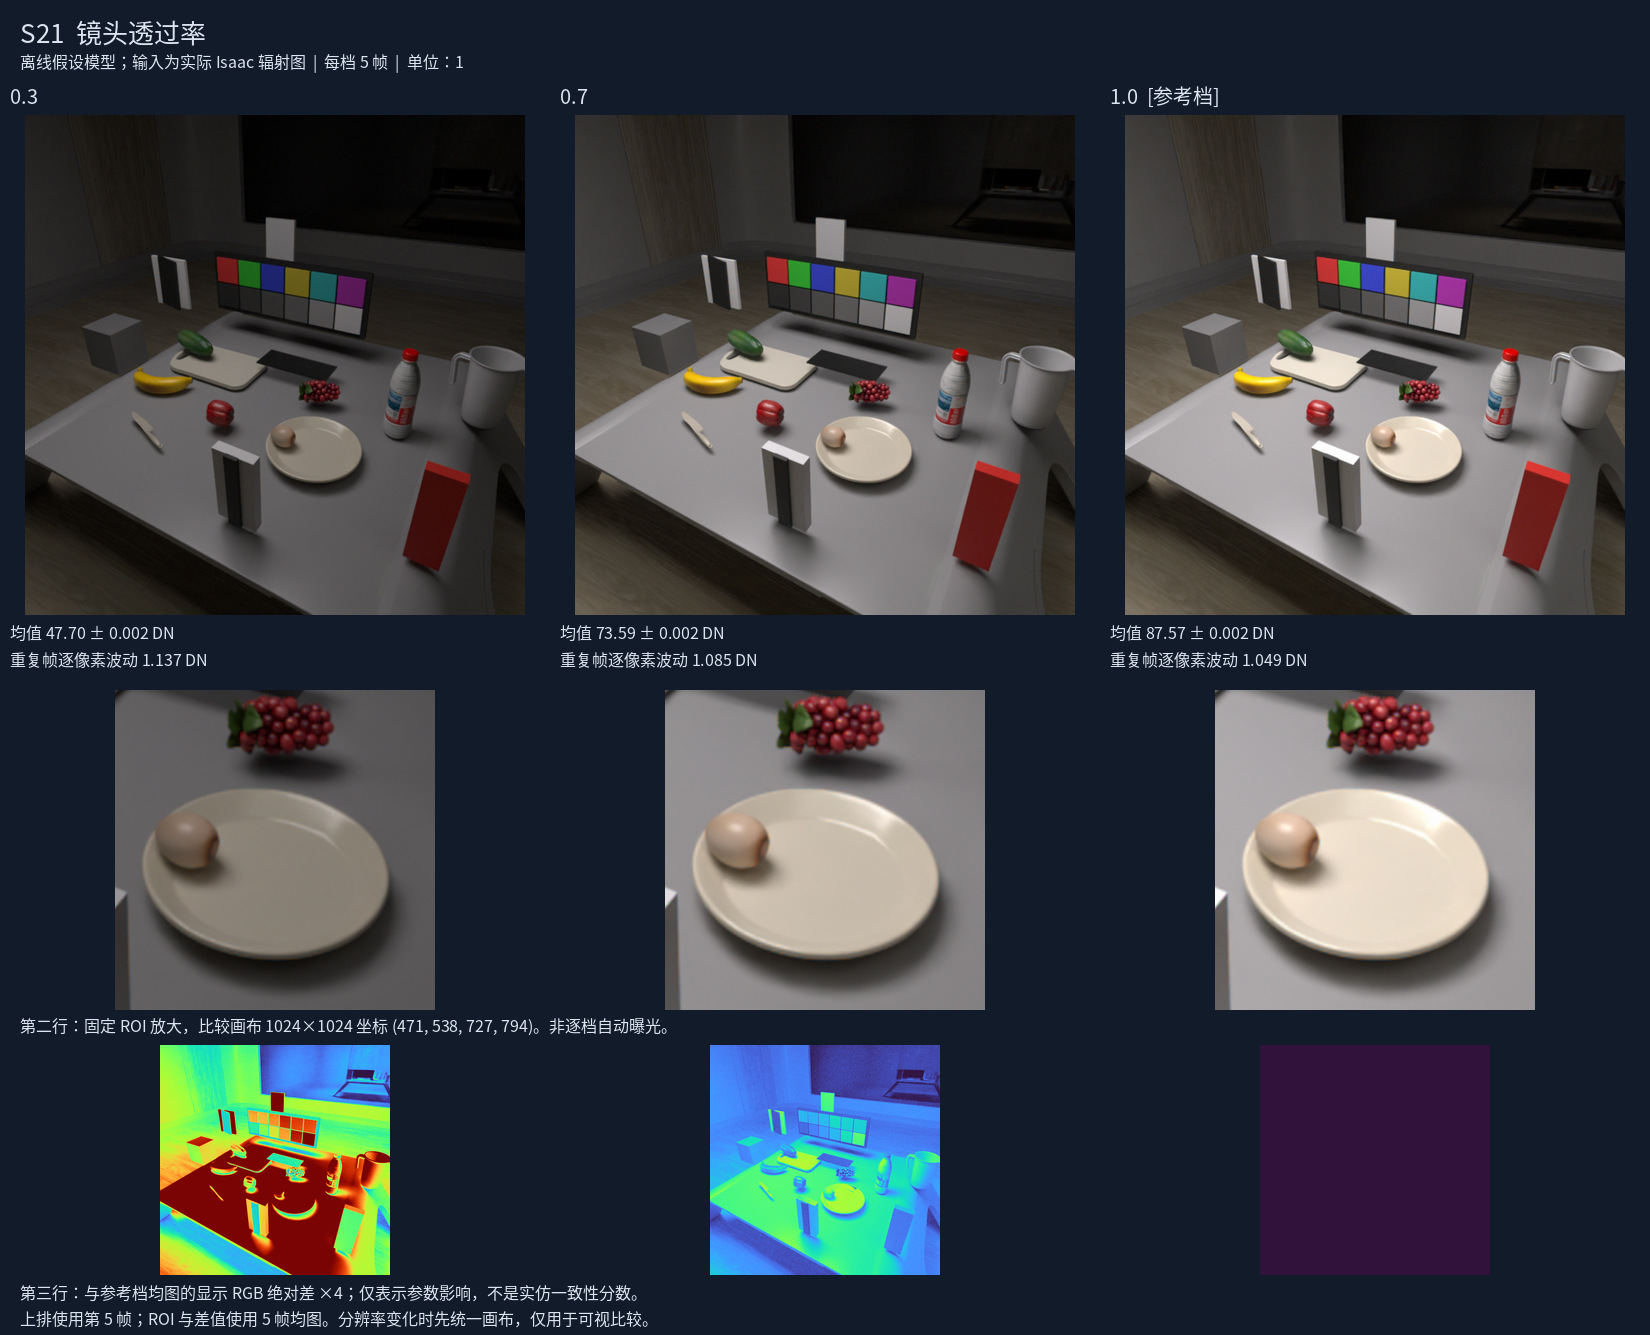 S21 镜头透过率
离线假设模型；输入为实际 Isaac 辐射图 | 每档 5 帧 | 单位：1
0.3
0.7
1.0 [参考档]
均值 47.70 ± 0.002 DN
重复帧逐像素波动 1.137 DN
均值 73.59 ± 0.002 DN
重复帧逐像素波动 1.085 DN
均值 87.57 ± 0.002 DN
重复帧逐像素波动 1.049 DN
第二行：固定 ROI 放大，比较画布 1024×1024 坐标 (471, 538, 727, 794)。非逐档自动曝光。
第三行：与参考档均图的显示 RGB 绝对差 ×4；仅表示参数影响，不是实仿一致性分数。
上排使用第 5 帧；ROI 与差值使用 5 帧均图。分辨率变化时先统一画布，仅用于可视比较。